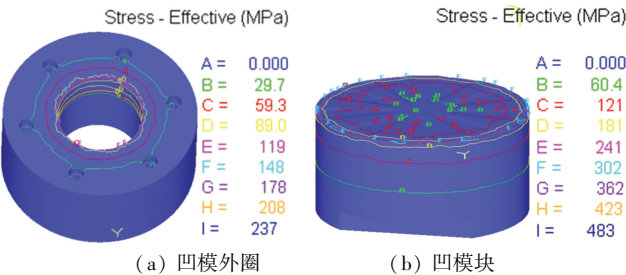 Stress - Effective (MPa)
A = 0.000
B = 29.7
C = 59.3
D = 89.0
E = 119
F = 148
G = 178
H = 208
I = 237
Y
(a) 凹模外圈
Stress - Effective (MPa)
A = 0.000
B = 60.4
C = 121
D = 181
E = 241
F = 302
G = 362
H = 423
I = 483
Y
(b) 凹模块